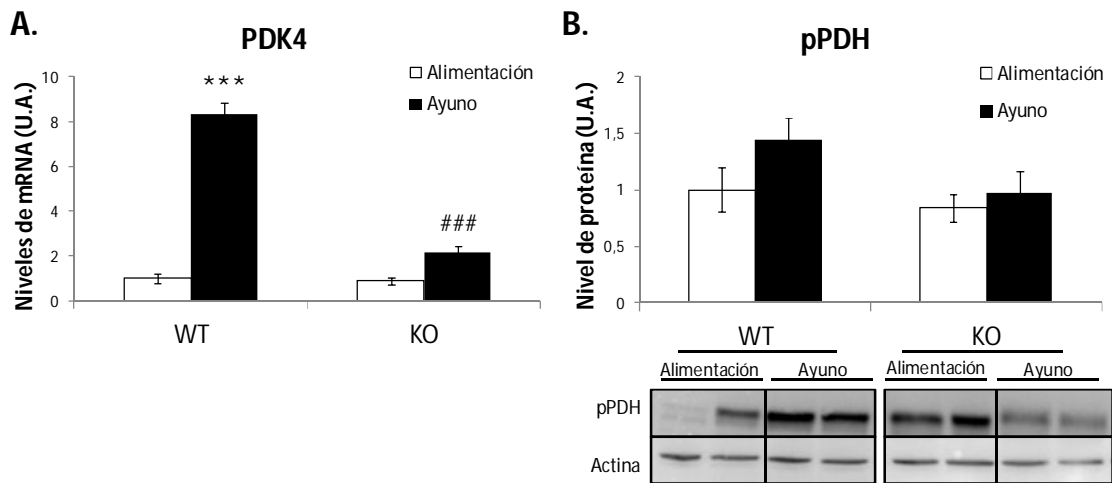 A.
PDK4
Niveles de mRNA (U.A.)
10
8
6
4
2
0
Alimentación
Ayuno
***
###
WT
KO
B.
pPDH
Nivel de proteína (U.A.)
2
1,5
1
0,5
0
Alimentación
Ayuno
WT
KO
Alimentación
Ayuno
Alimentación
Ayuno
pPDH
Actina